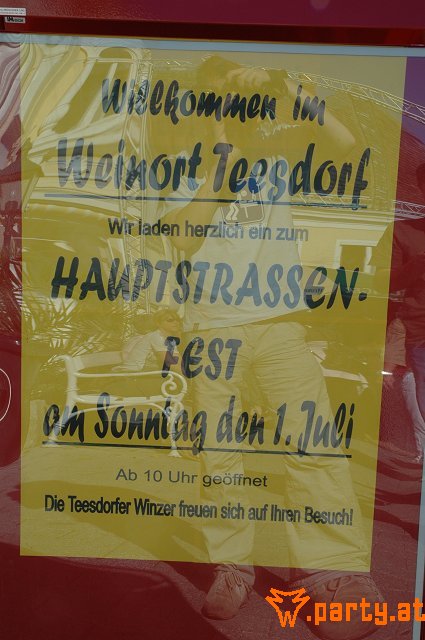 Willkommen im
Weinort Teesdorf
Wir laden herzlich ein zum
HAUPTSTRASSEN-
FEST
am Sonntag den 1. Juli
Ab 10 Uhr geöffnet
Die Teesdorfer Winzer freuen sich auf Ihren Besuch!
.party.at